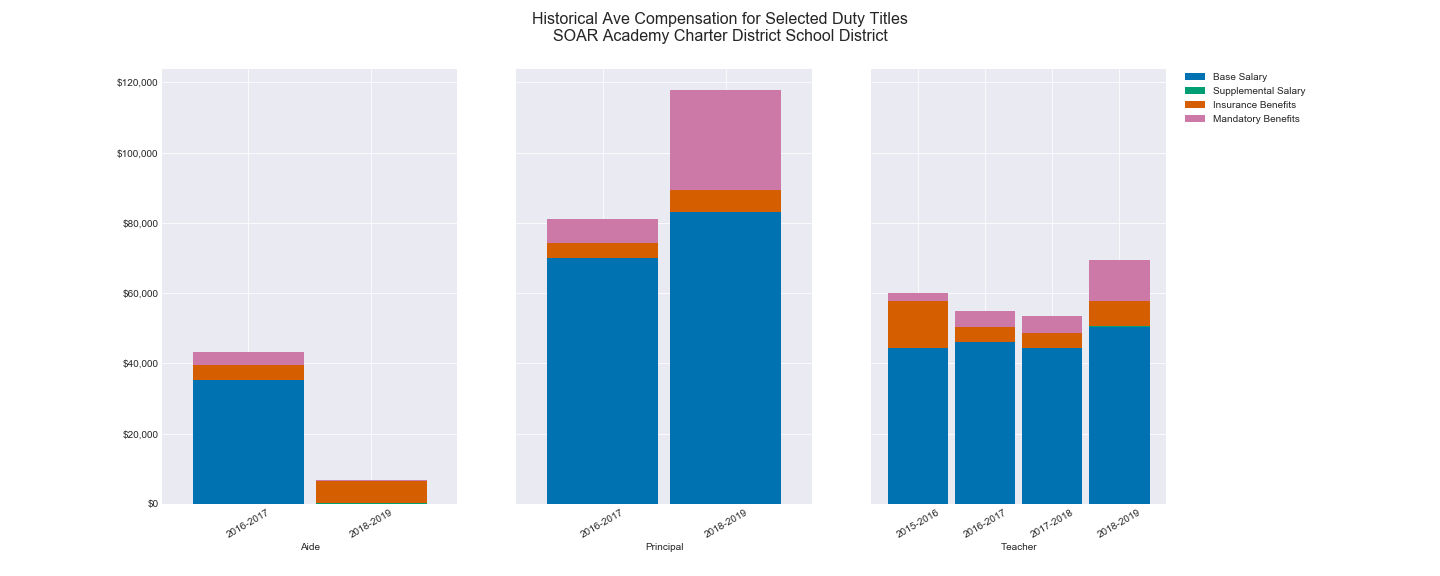 Historical Ave Compensation for Selected Duty Titles
SOAR Academy Charter District School District
$120,000
$100,000
$80,000
$60,000
$40,000
$20,000
$0
2016-2017
2018-2019
Aide
2016-2017
2018-2019
Principal
2015-2016
2016-2017
2017-2018
2018-2019
Teacher
Base Salary
Supplemental Salary
Insurance Benefits
Mandatory Benefits